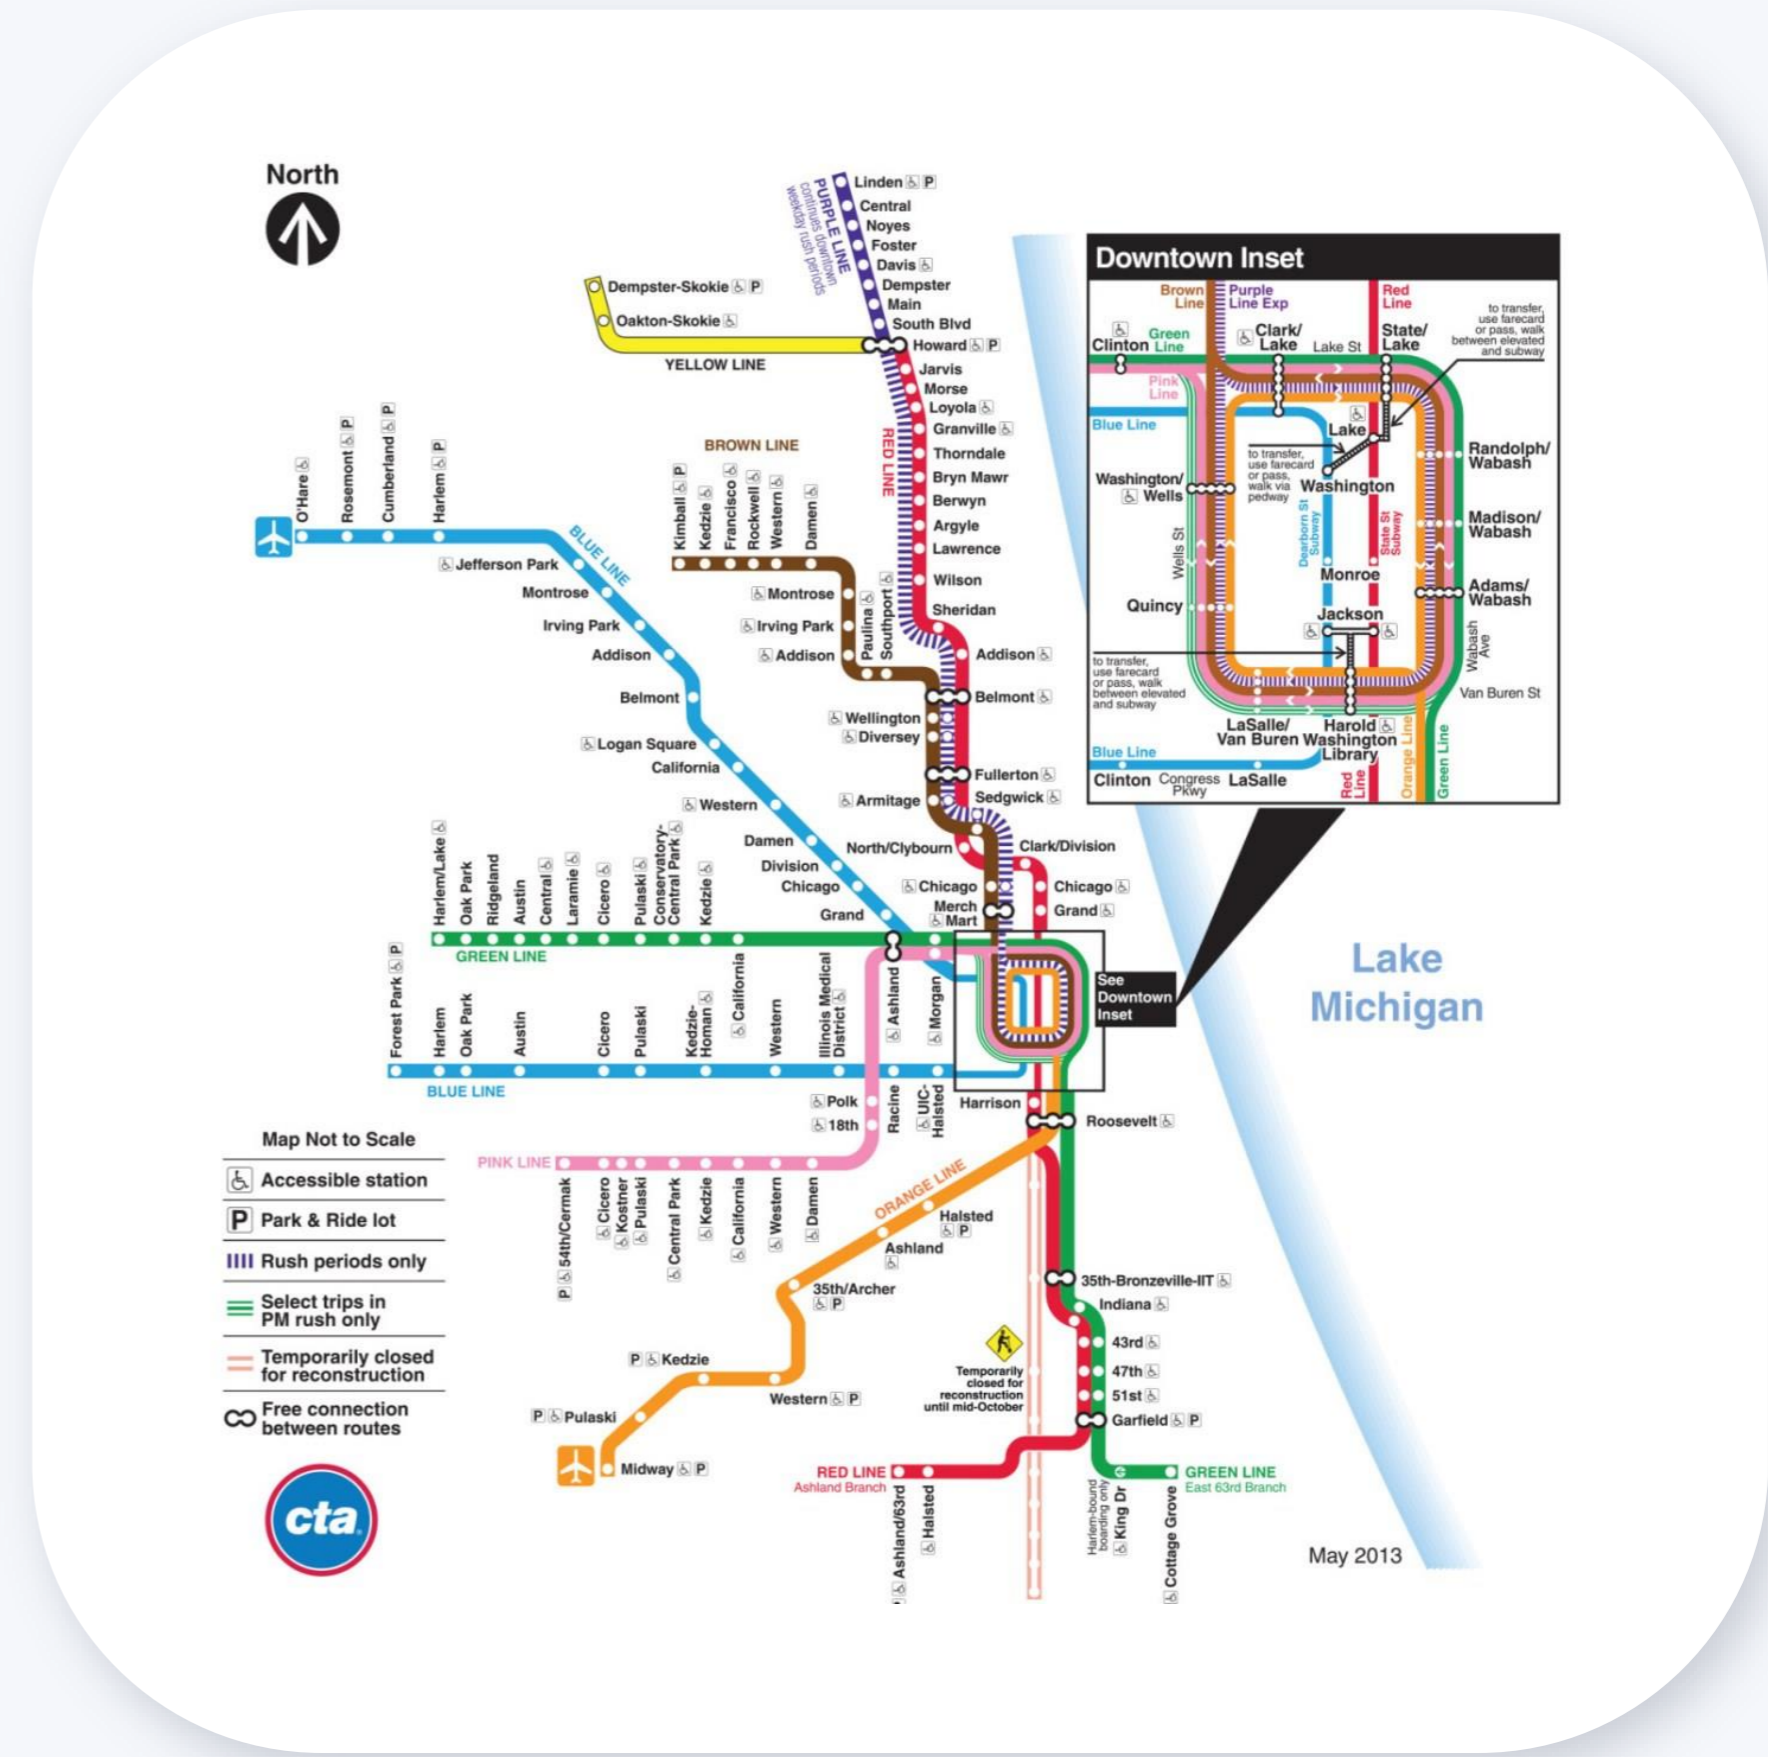 North
PURPLE LINE
continues downtown
weekday rush periods
Linden P
Central
Noyes
Foster
Davis
Dempster
Main
South Blvd
Howard P
Dempster-Skokie P
Oakton-Skokie
YELLOW LINE
Jarvis
Morse
Loyola
Granville
Thorndale
Bryn Mawr
Berwyn
Argyle
Lawrence
Wilson
Sheridan
Addison
Belmont
Fullerton
Sedgwick
RED LINE
BROWN LINE
Kimball P
Kedzie
Francisco
Rockwell
Western
Damen
Montrose
Irving Park
Addison
Paulina
Southport
Wellington
Diversey
Armitage
North/Clybourn
Clark/Division
Chicago
Chicago
Merch
Mart
Grand
O'Hare
Rosemont P
Cumberland P
Harlem P
BLUE LINE
Jefferson Park
Montrose
Irving Park
Addison
Belmont
Logan Square
California
Western
Damen
Division
Chicago
Grand
Harlem/Lake
Oak Park
Ridgeland
Austin
Central
Laramie
Cicero
Pulaski
Conservatory-
Central Park
Kedzie
GREEN LINE
California
Ashland
Morgan
Forest Park P
Harlem
Oak Park
Austin
Cicero
Pulaski
Kedzie-
Homan
Western
Illinois Medical
District
BLUE LINE
Racine
UIC-
Halsted
Polk
18th
PINK LINE
P 54th/Cermak
Cicero
Kostner
Pulaski
Central Park
Kedzie
California
Western
Damen
See
Downtown
Inset
Harrison
Roosevelt
ORANGE LINE
Halsted
P
Ashland
35th/Archer
P
Western P
P Kedzie
P Pulaski
Midway P
35th-Bronzeville-IIT
Indiana
43rd
47th
51st
Garfield P
Temporarily
closed for
reconstruction
until mid-October
RED LINE
Ashland Branch
Ashland/63rd
Halsted
GREEN LINE
East 63rd Branch
Harlem-bound
boarding only
King Dr
Cottage Grove
Downtown Inset
Brown
Line
Purple
Line Exp
Red
Line
to transfer,
use farecard
or pass, walk
between elevated
and subway
Clinton
Green
Line
Clark/
Lake
Lake St
State/
Lake
Pink
Line
Blue Line
Lake
to transfer,
use farecard
or pass,
walk via
pedway
Washington
Washington/
Wells
Randolph/
Wabash
Madison/
Wabash
Adams/
Wabash
Wells St
Dearborn St
Subway
State St
Subway
Monroe
Quincy
Jackson
Wabash
Ave
to transfer,
use farecard
or pass, walk
between elevated
and subway
Van Buren St
LaSalle/
Van Buren
Harold
Washington
Library
Blue Line
Clinton
Congress
Pkwy
LaSalle
Red
Line
Orange Line
Green Line
Lake
Michigan
Map Not to Scale
Accessible station
P Park & Ride lot
Rush periods only
Select trips in
PM rush only
Temporarily closed
for reconstruction
Free connection
between routes
cta
May 2013